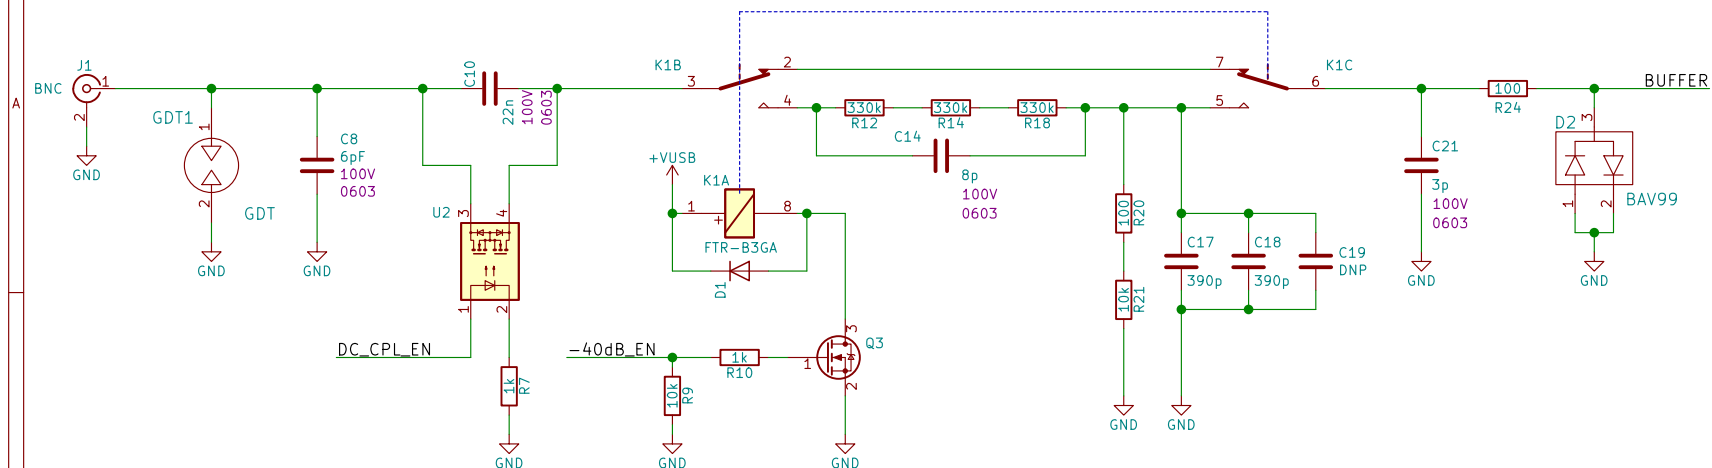 A
J1
BNC
1
2
GND
GDT1
1
2
GDT
GND
C8
6pF
100V
0603
GND
C10
22n
100V
0603
U2
3
4
1
2
DC_CPL_EN
1k
R7
GND
K1B
3
2
4
+VUSB
K1A
1
+
8
FTR-B3GA
D1
-40dB_EN
10k
R9
GND
1k
R10
Q3
1
3
2
GND
330k
R12
330k
R14
330k
R18
C14
8p
100V
0603
100
R20
10k
R21
GND
GND
C17
390p
C18
390p
C19
DNP
7
5
6
K1C
C21
3p
100V
0603
GND
100
R24
BUFFER
D2
3
1
2
BAV99
GND